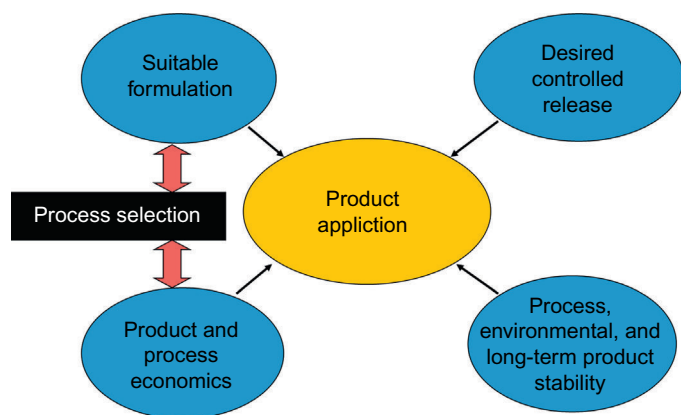 Suitable
formulation
Desired
controlled
release
Process selection
Product
appliction
Product and
process
economics
Process,
environmental, and
long-term product
stability